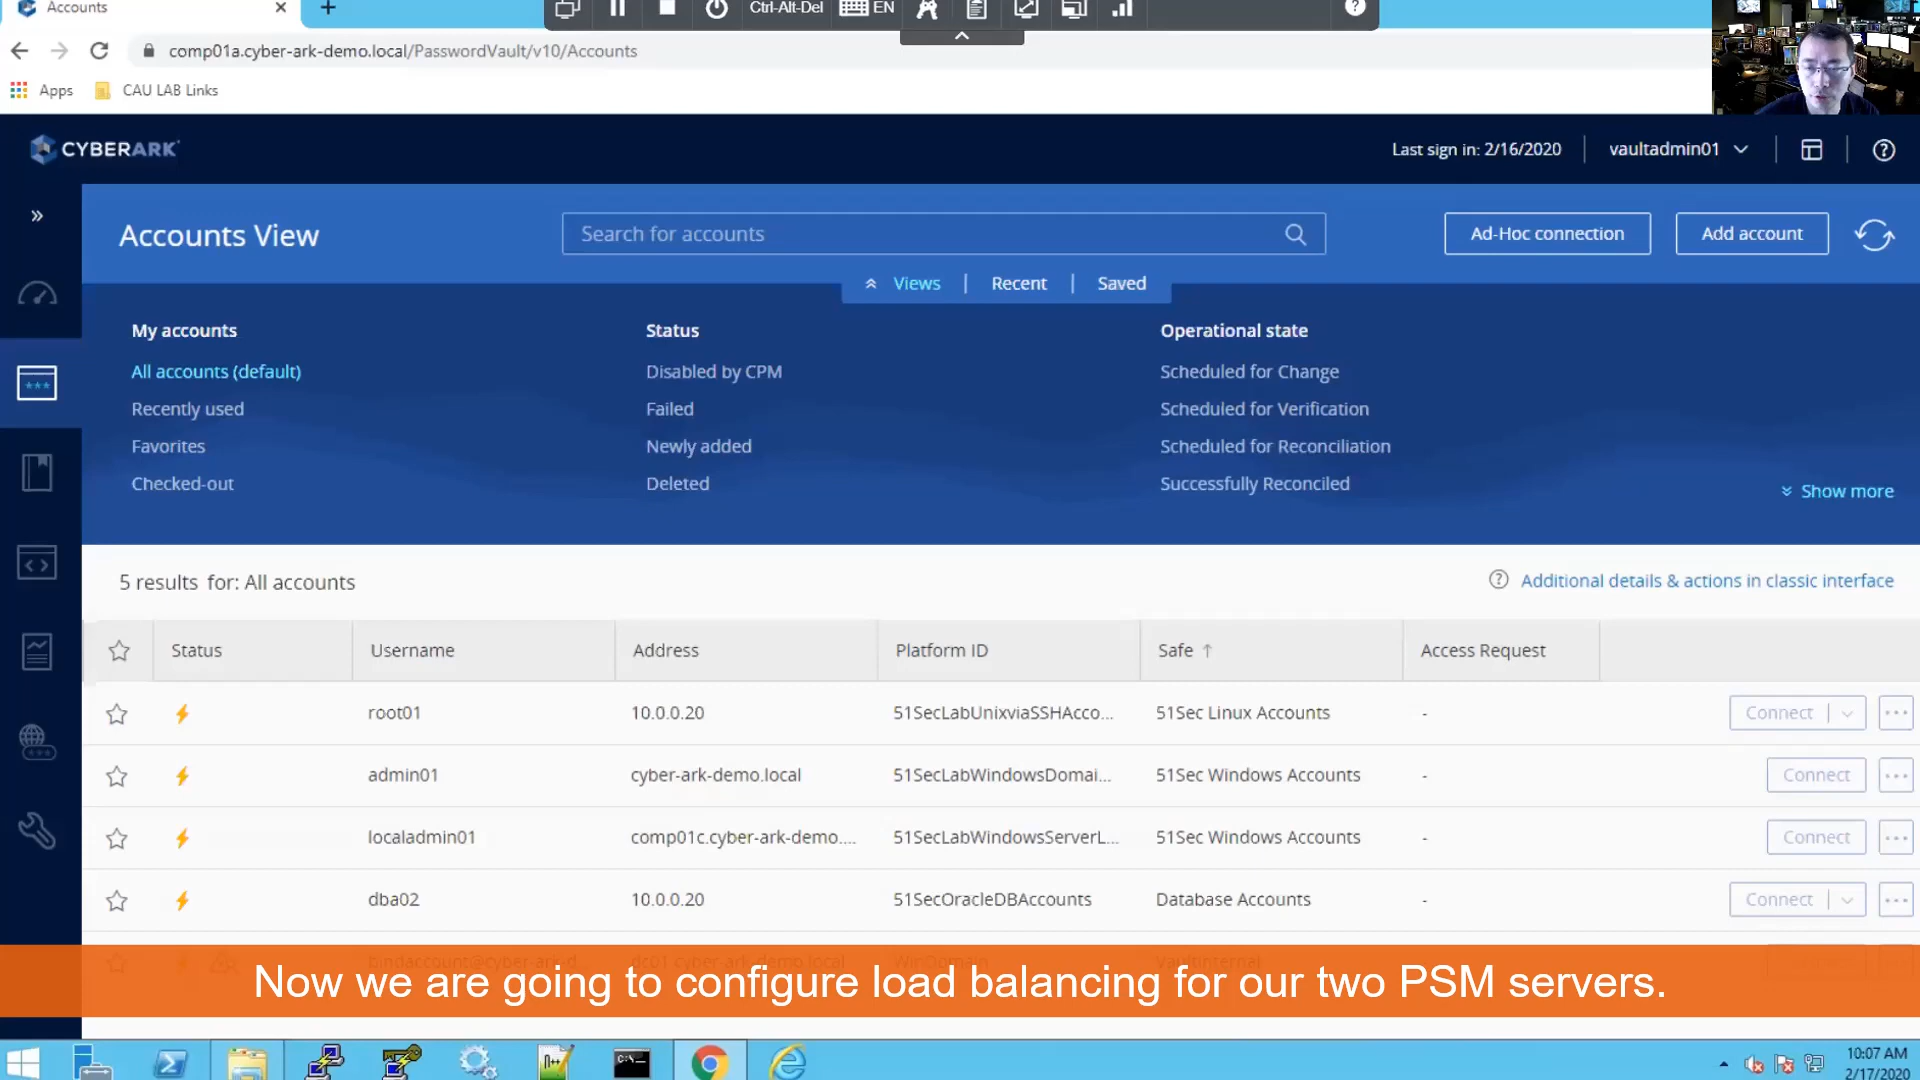 Accounts
Ctrl-Alt-Del
EN
comp01a.cyber-ark-demo.local/PasswordVault/v10/Accounts
Apps
CAU LAB Links
CYBERARK
Last sign in: 2/16/2020
vaultadmin01
Accounts View
Search for accounts
Ad-Hoc connection
Add account
Views
Recent
Saved
My accounts
Status
Operational state
All accounts (default)
Disabled by CPM
Scheduled for Change
Recently used
Failed
Scheduled for Verification
Favorites
Newly added
Scheduled for Reconciliation
Checked-out
Deleted
Successfully Reconciled
Show more
5 results for: All accounts
Additional details & actions in classic interface
Status
Username
Address
Platform ID
Safe
Access Request
root01
10.0.0.20
51SecLabUnixviaSSHAcco...
51Sec Linux Accounts
-
Connect
admin01
cyber-ark-demo.local
51SecLabWindowsDomai...
51Sec Windows Accounts
-
Connect
localadmin01
comp01c.cyber-ark-demo....
51SecLabWindowsServerL...
51Sec Windows Accounts
-
Connect
dba02
10.0.0.20
51SecOracleDBAccounts
Database Accounts
-
Connect
Now we are going to configure load balancing for our two PSM servers.
10:07 AM
2/17/2020